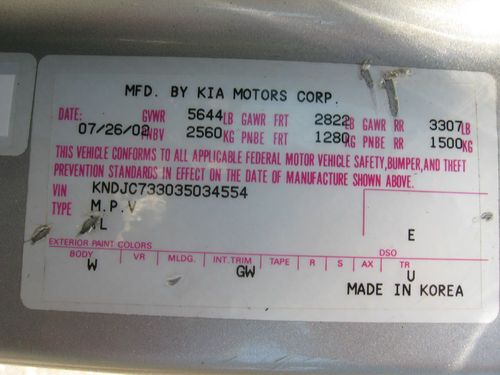 MFD. BY KIA MOTORS CORP.
DATE: GVWR 5644 LB GAWR FRT 2822 LB GAWR RR 3307 LB
07/26/02 PNBV 2560 KG PNBE FRT 1280 KG PNBE RR 1500 KG
THIS VEHICLE CONFORMS TO ALL APPLICABLE FEDERAL MOTOR VEHICLE SAFETY, BUMPER, AND THEFT
PREVENTION STANDARDS IN EFFECT ON THE DATE OF MANUFACTURE SHOWN ABOVE.
VIN KNDJC733035034554
TYPE M.P.V
E
EXTERIOR PAINT COLORS DSO
BODY VR MLDG. INT.TRIM TAPE R S AX TR
W GW U
MADE IN KOREA